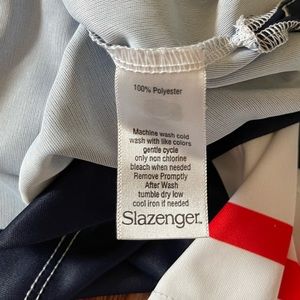 100% Polyester
Machine wash cold
wash with like colors
gentle cycle
only non chlorine
bleach when needed
Remove Promptly
After Wash
tumble dry low
cool iron if needed
Slazenger.